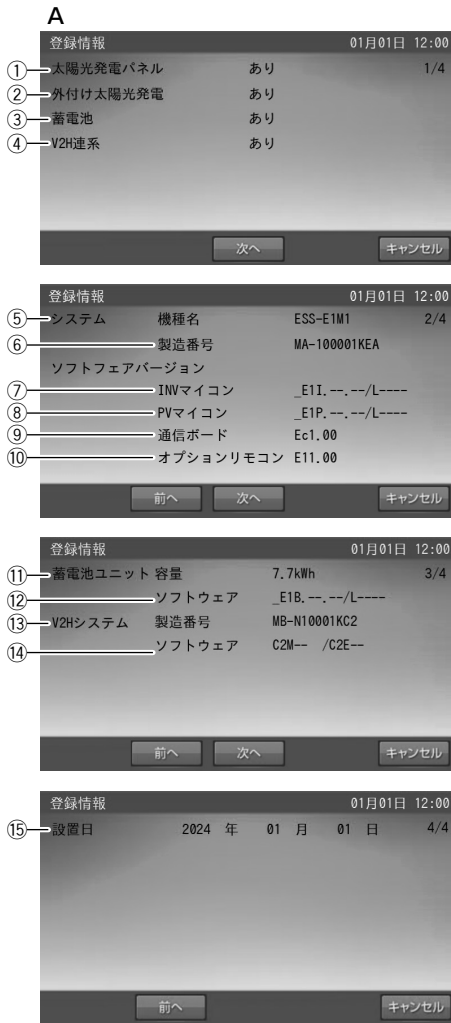 A
登録情報 01月01日 12:00
① 太陽光発電パネル あり 1/4
② 外付け太陽光発電 あり
③ 蓄電池 あり
④ V2H連系 あり
次へ キャンセル
登録情報 01月01日 12:00
⑤ システム 機種名 ESS-E1M1 2/4
⑥ 製造番号 MA-100001KEA
ソフトフェアバージョン
⑦ INVマイコン _E1I.--.--/L----
⑧ PVマイコン _E1P.--.--/L----
⑨ 通信ボード Ec1.00
⑩ オプションリモコン E11.00
前へ 次へ キャンセル
登録情報 01月01日 12:00
⑪ 蓄電池ユニット 容量 7.7kWh 3/4
⑫ ソフトウェア _E1B.--.--/L----
⑬ V2Hシステム 製造番号 MB-N10001KC2
⑭ ソフトウェア C2M-- /C2E--
前へ 次へ キャンセル
登録情報 01月01日 12:00
⑮ 設置日 2024 年 01 月 01 日 4/4
前へ キャンセル